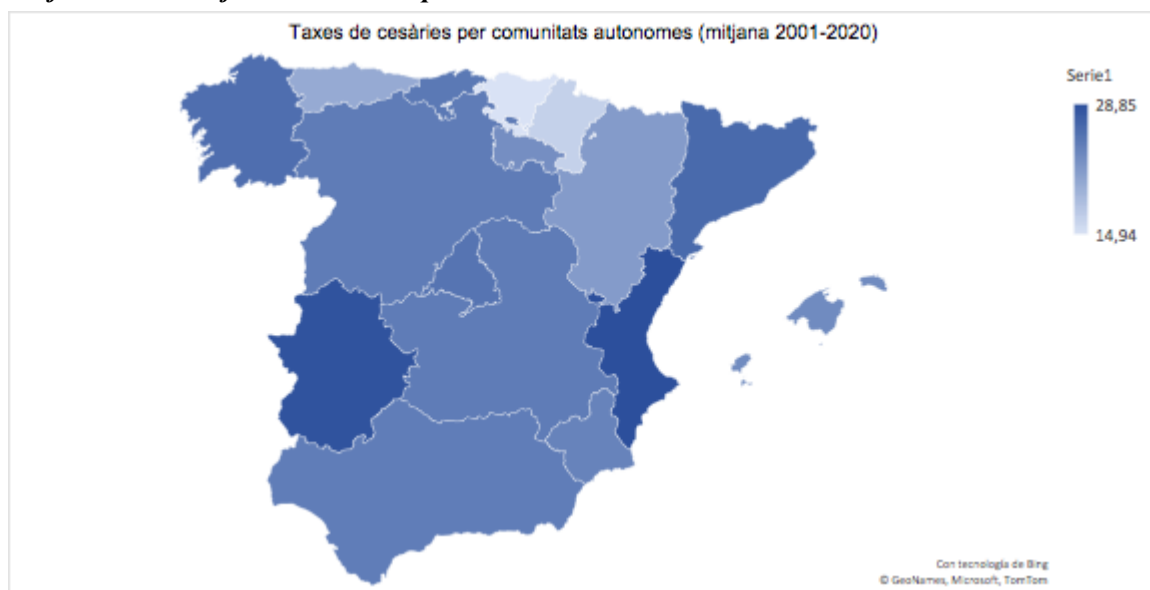 Taxes de cesàries per comunitats autonomes (mitjana 2001-2020)
Serie1
28,85
14,94
Con tecnología de Bing
© GeoNames, Microsoft, TomTom